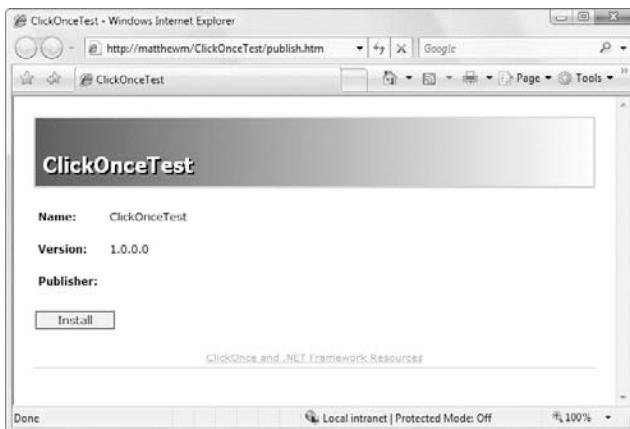 ClickOnceTest - Windows Internet Explorer
http://matthewm/ClickOnceTest/publish.htm
Google
ClickOnceTest
Page
Tools
ClickOnceTest
Name: ClickOnceTest
Version: 1.0.0.0
Publisher:
Install
ClickOnce and .NET Framework Resources
Done
Local intranet | Protected Mode: Off
100%